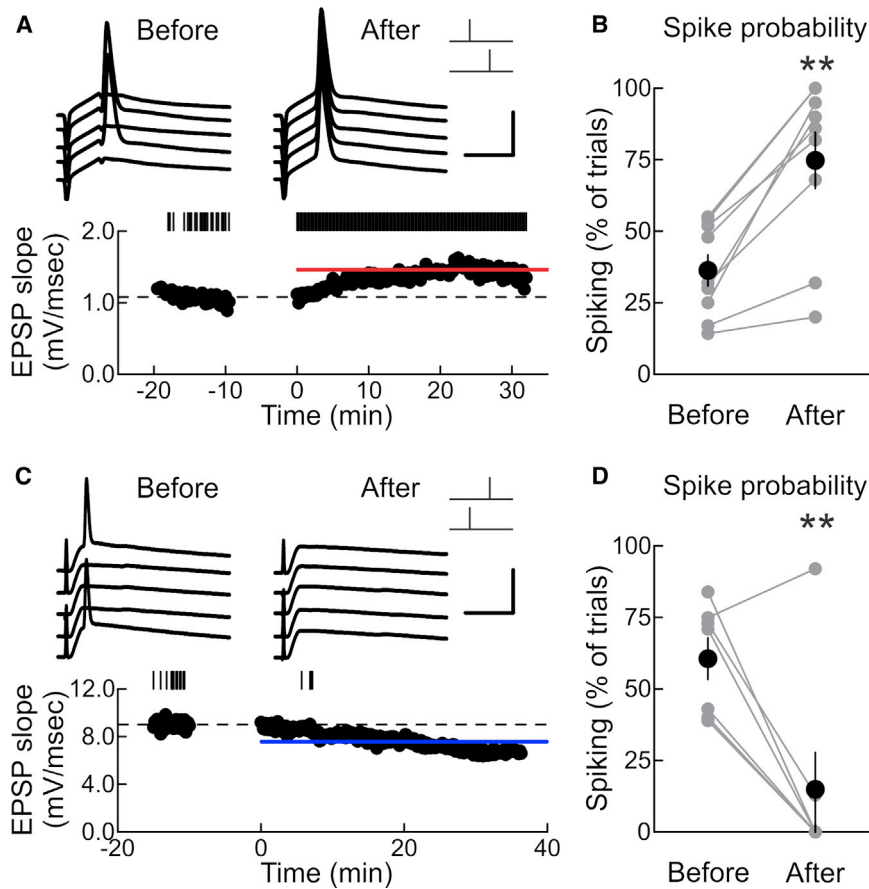 A
Before
After
EPSP slope
(mV/msec)
2.0
1.0
0.0
-20
-10
0
10
20
30
Time (min)
B
Spike probability
**
Spiking (% of trials)
100
75
50
25
0
Before
After
C
Before
After
EPSP slope
(mV/msec)
12.0
8.0
4.0
0.0
-20
0
20
40
Time (min)
D
Spike probability
**
Spiking (% of trials)
100
75
50
25
0
Before
After